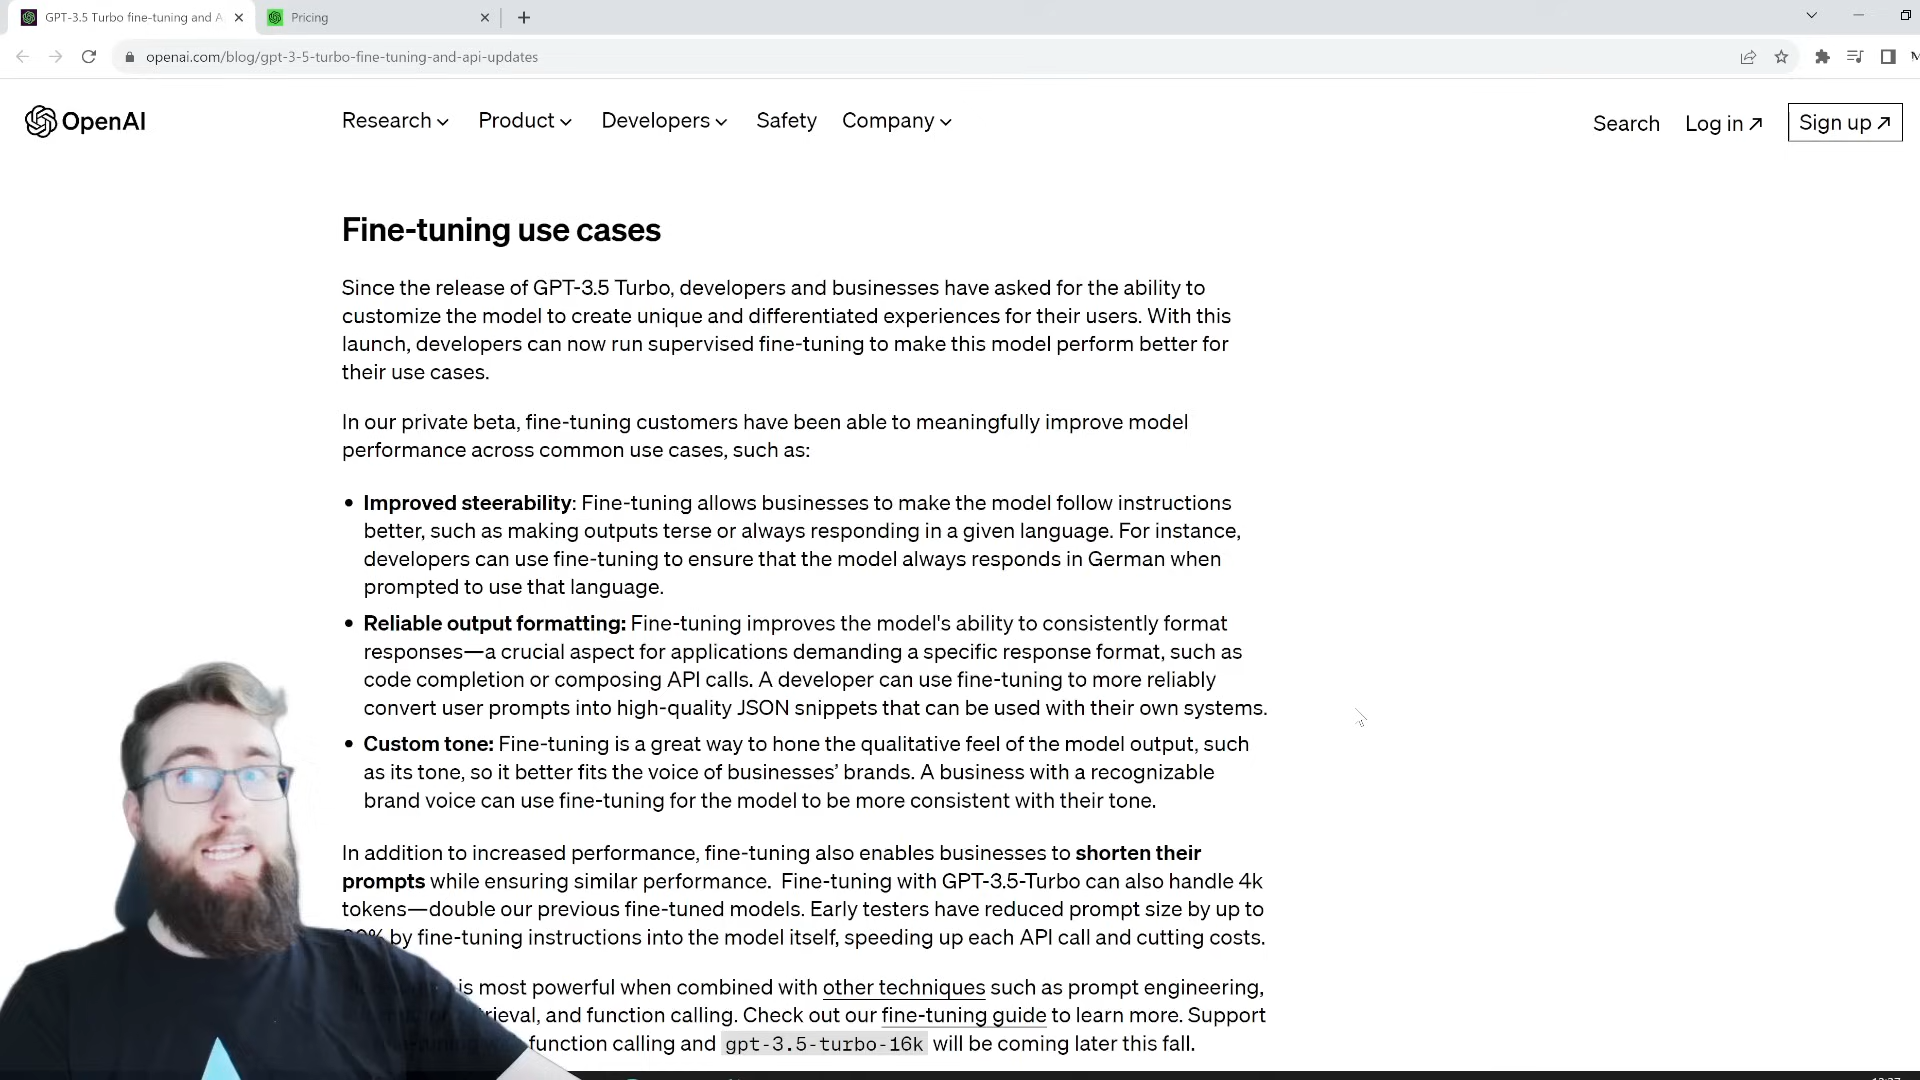 GPT-3.5 Turbo fine-tuning and A
Pricing
openai.com/blog/gpt-3-5-turbo-fine-tuning-and-api-updates
OpenAI
Research
Product
Developers
Safety
Company
Search
Log in ↗
Sign up ↗
Fine-tuning use cases
Since the release of GPT-3.5 Turbo, developers and businesses have asked for the ability to
customize the model to create unique and differentiated experiences for their users. With this
launch, developers can now run supervised fine-tuning to make this model perform better for
their use cases.
In our private beta, fine-tuning customers have been able to meaningfully improve model
performance across common use cases, such as:
• Improved steerability: Fine-tuning allows businesses to make the model follow instructions
better, such as making outputs terse or always responding in a given language. For instance,
developers can use fine-tuning to ensure that the model always responds in German when
prompted to use that language.
• Reliable output formatting: Fine-tuning improves the model's ability to consistently format
responses—a crucial aspect for applications demanding a specific response format, such as
code completion or composing API calls. A developer can use fine-tuning to more reliably
convert user prompts into high-quality JSON snippets that can be used with their own systems.
• Custom tone: Fine-tuning is a great way to hone the qualitative feel of the model output, such
as its tone, so it better fits the voice of businesses’ brands. A business with a recognizable
brand voice can use fine-tuning for the model to be more consistent with their tone.
In addition to increased performance, fine-tuning also enables businesses to shorten their
prompts while ensuring similar performance. Fine-tuning with GPT-3.5-Turbo can also handle 4k
tokens—double our previous fine-tuned models. Early testers have reduced prompt size by up to
by fine-tuning instructions into the model itself, speeding up each API call and cutting costs.
is most powerful when combined with other techniques such as prompt engineering,
and function calling. Check out our fine-tuning guide to learn more. Support
function calling and gpt-3.5-turbo-16k will be coming later this fall.